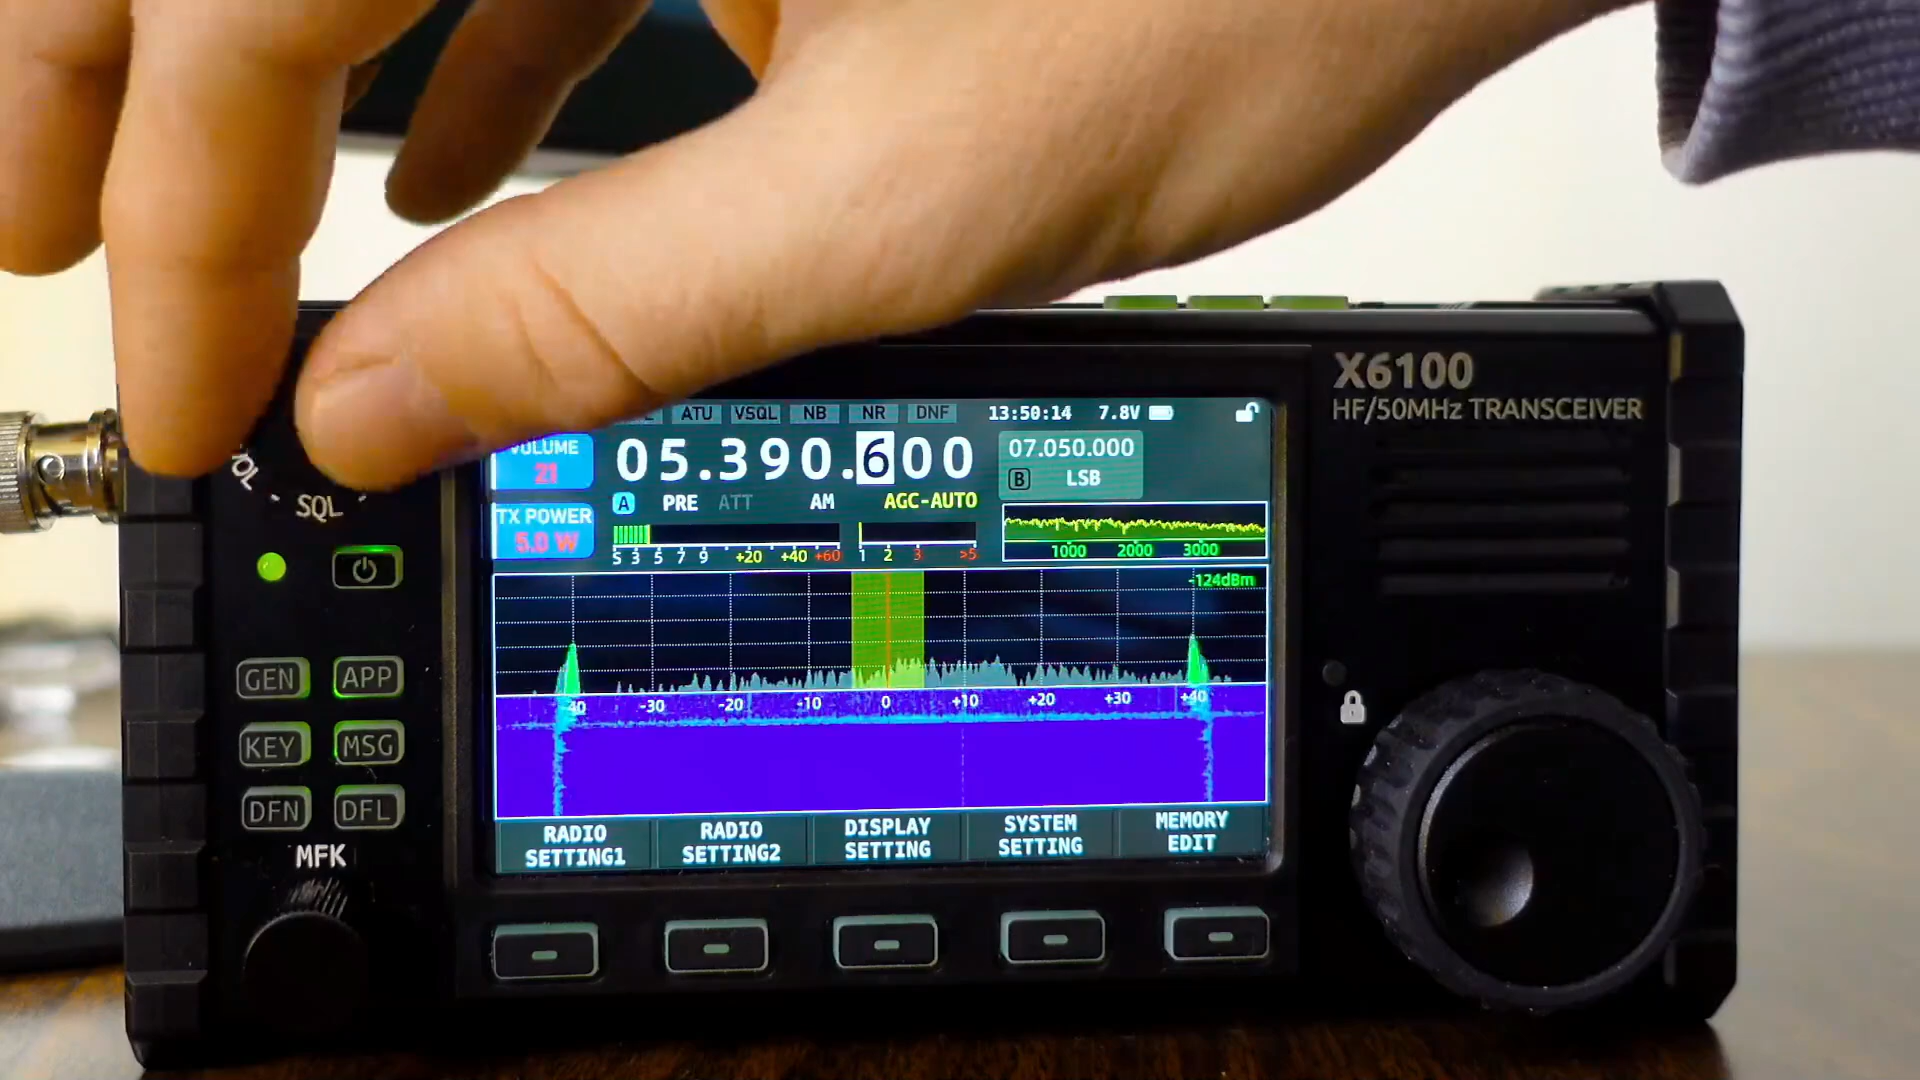 X6100
HF/50MHz TRANSCEIVER
ATU VSQL NB NR DNF 13:50:14 7.8V
VOLUME
21
05.390.600
07.050.000
B LSB
A PRE ATT AM AGC-AUTO
TX POWER
5.0 W
S 3 5 7 9 +20 +40 +60 1 2 3 >5
1000 2000 3000
-124dBm
-40 -30 -20 -10 0 +10 +20 +30 +40
RADIO SETTING1
RADIO SETTING2
DISPLAY SETTING
SYSTEM SETTING
MEMORY EDIT
SQL
GEN APP
KEY MSG
DFN DFL
MFK